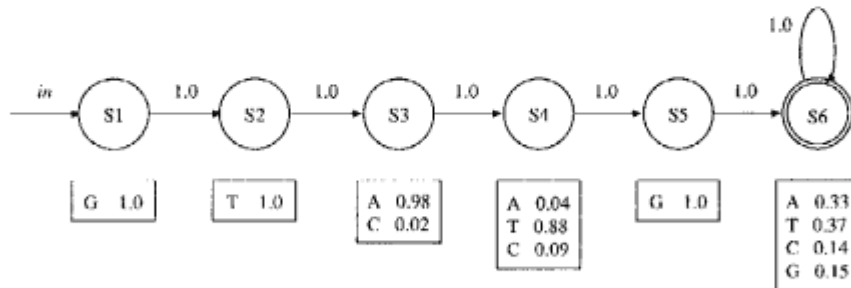 1.0
in 1.0 1.0 1.0 1.0 1.0
S1 S2 S3 S4 S5 S6
G 1.0
T 1.0
A 0.98
C 0.02
A 0.04
T 0.88
C 0.09
G 1.0
A 0.33
T 0.37
C 0.14
G 0.15